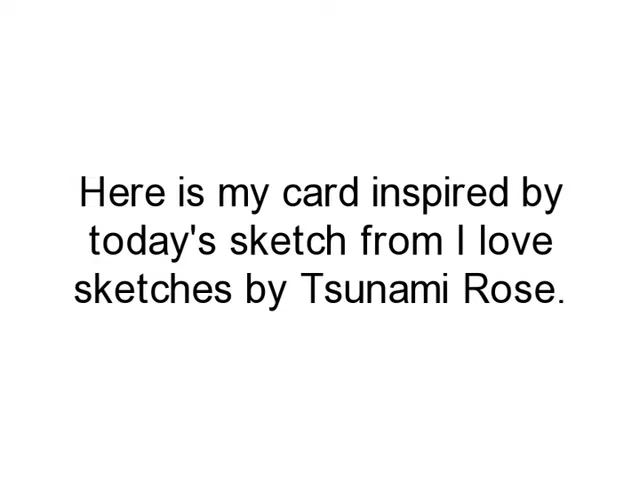 Here is my card inspired by
today's sketch from I love
sketches by Tsunami Rose.